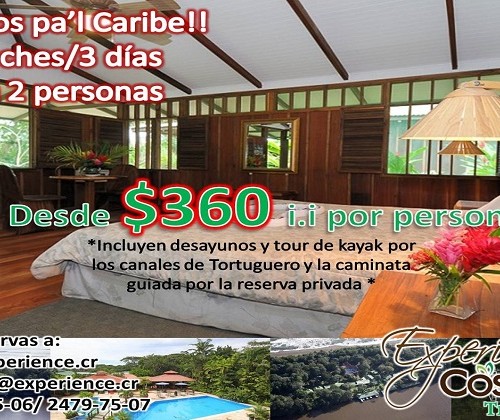 os pa'l Caribe!!
ches/3 días
2 personas
Desde $360 i.i por person
*Incluyen desayunos y tour de kayak por
los canales de Tortuguero y la caminata
guiada por la reserva privada *
rvas a:
perience.cr
@experience.cr
-06/ 2479-75-07
Experie
Cos
T